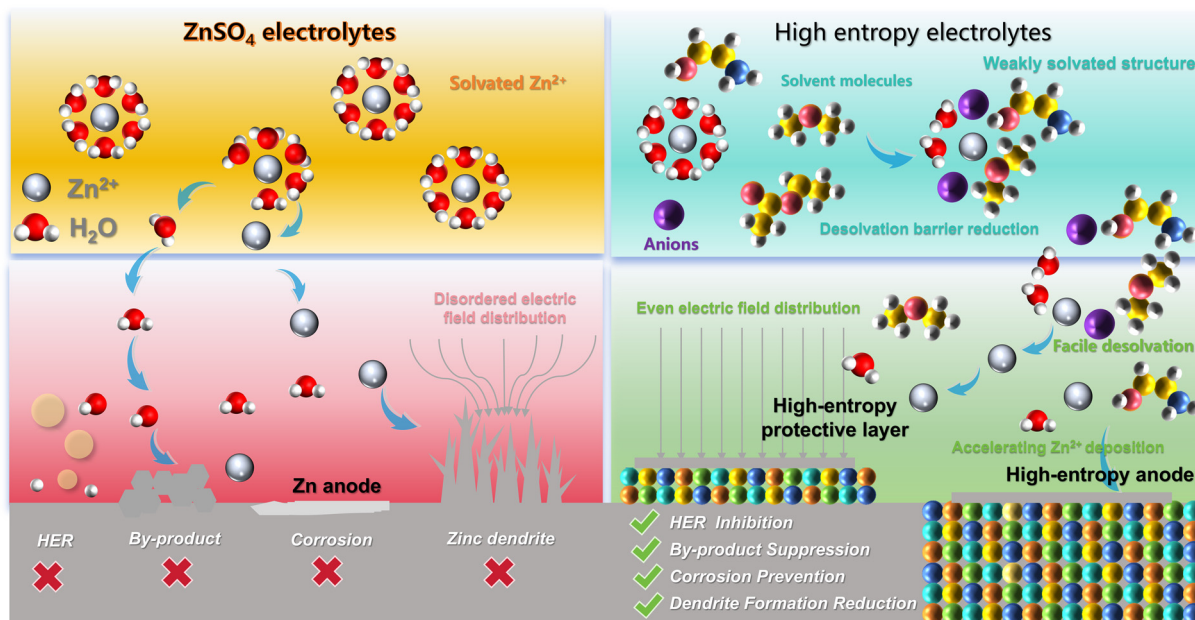 ZnSO₄ electrolytes
Solvated Zn²⁺
Zn²⁺
H₂O
Disordered electric
field distribution
Zn anode
HER
By-product
Corrosion
Zinc dendrite
High entropy electrolytes
Solvent molecules
Weakly solvated structure
Anions
Desolvation barrier reduction
Even electric field distribution
Facile desolvation
High-entropy
protective layer
Accelerating Zn²⁺ deposition
High-entropy anode
HER Inhibition
By-product Suppression
Corrosion Prevention
Dendrite Formation Reduction